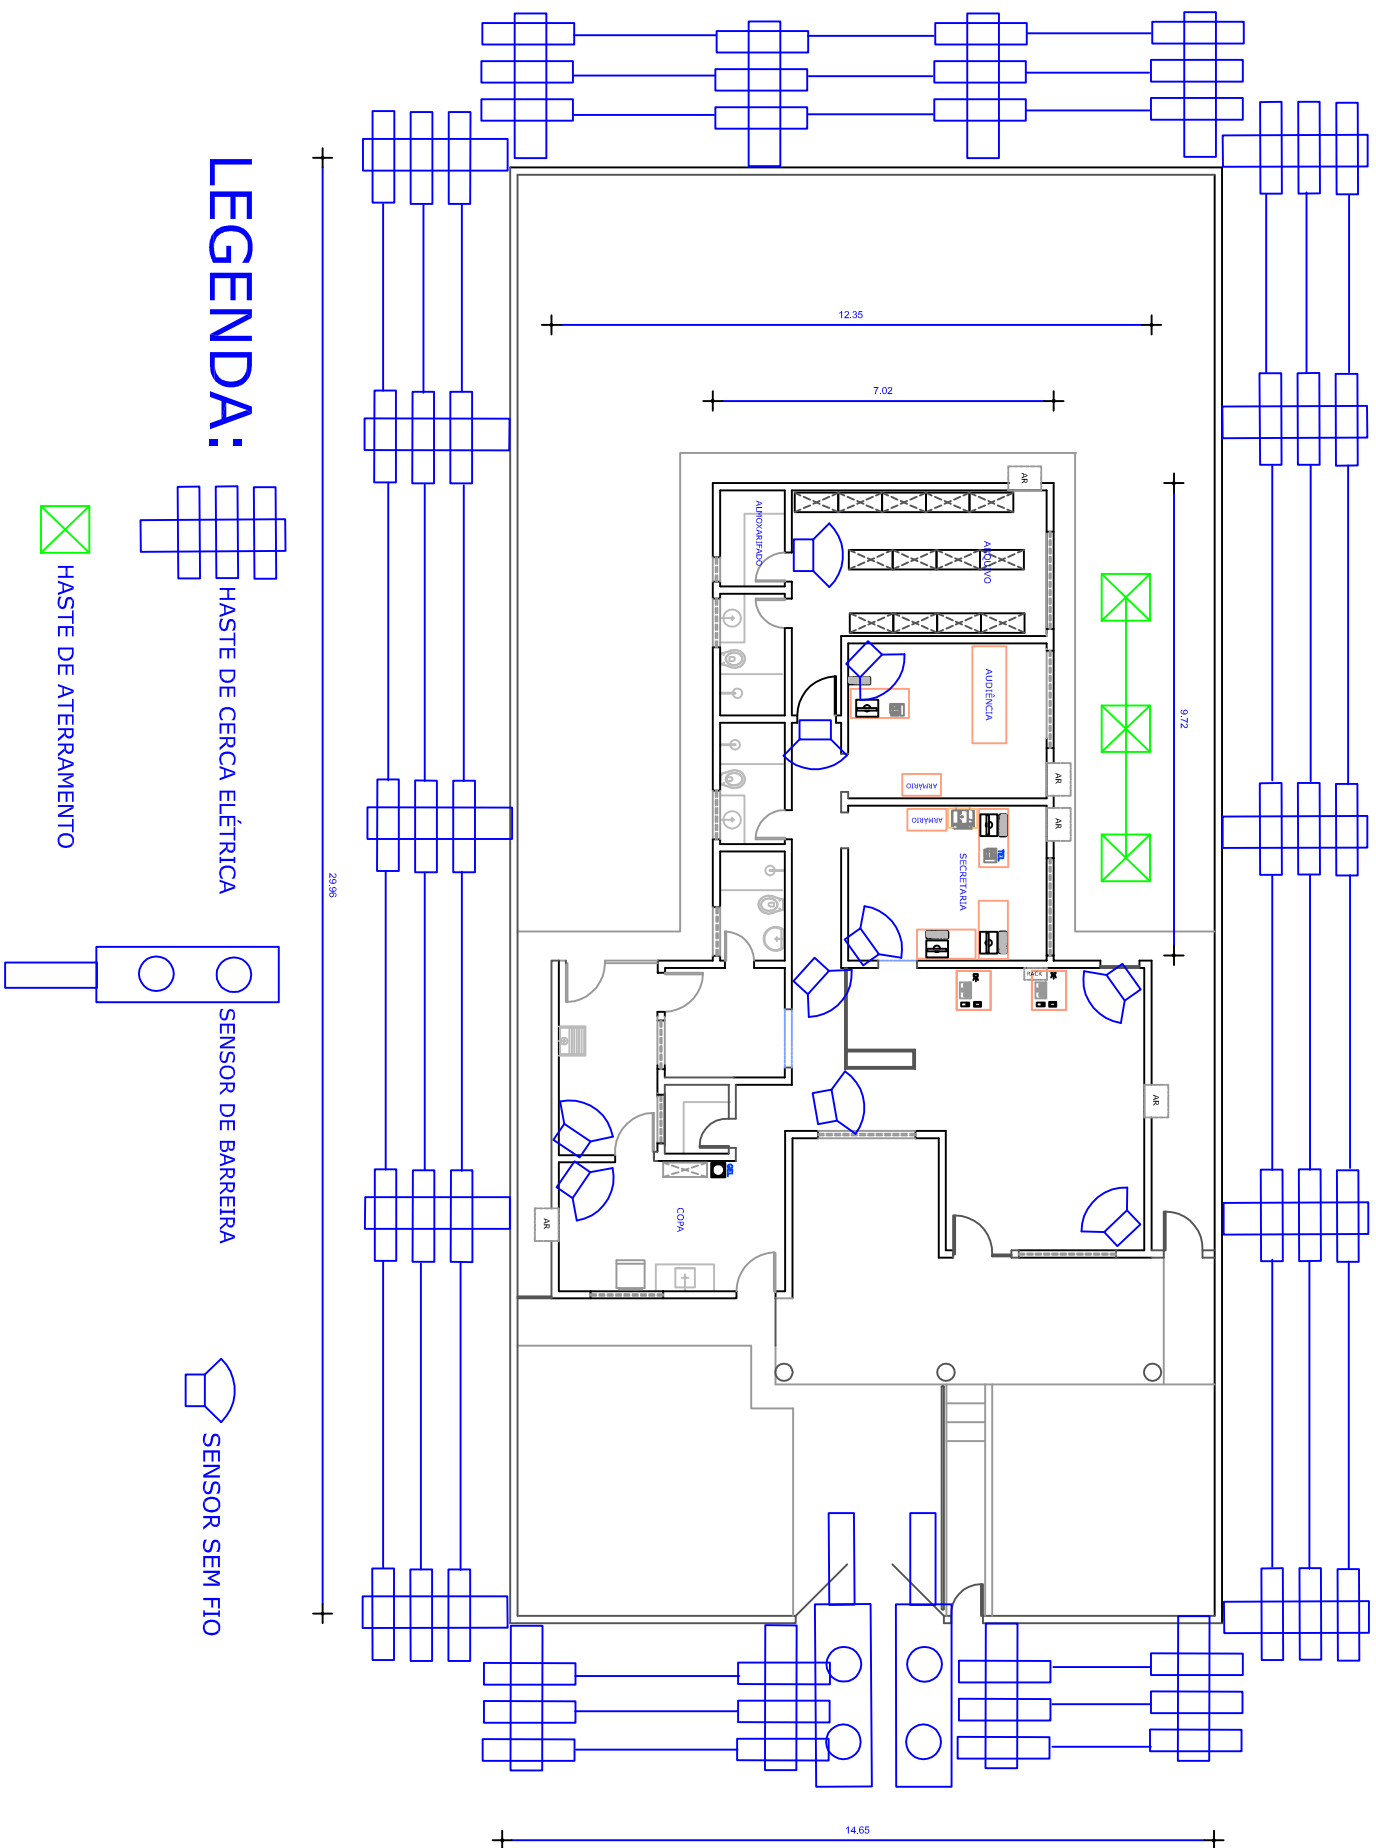 LEGENDA:
HASTE DE CERCA ELÉTRICA
HASTE DE ATERRAMENTO
SENSOR DE BARREIRA
SENSOR SEM FIO
29.96
12.35
7.02
9.72
14.65
AR
ALMOXARIFADO
ARQUIVO
AUDIÊNCIA
ARMÁRIO
AR
AR
ARMÁRIO
TEL
SECRETARIA
RACK
AR
COPA
AR